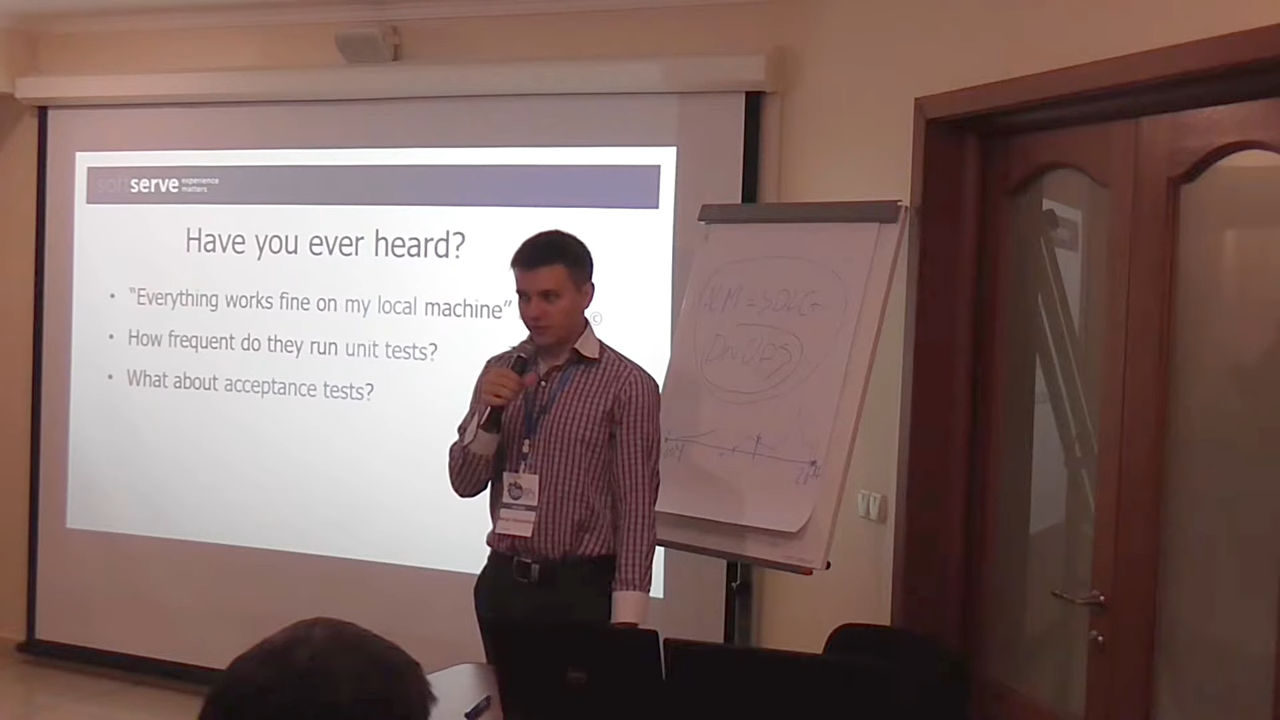 softserve experience matters
Have you ever heard?
• "Everything works fine on my local machine" ©
• How frequent do they run unit tests?
• What about acceptance tests?
DevOPS